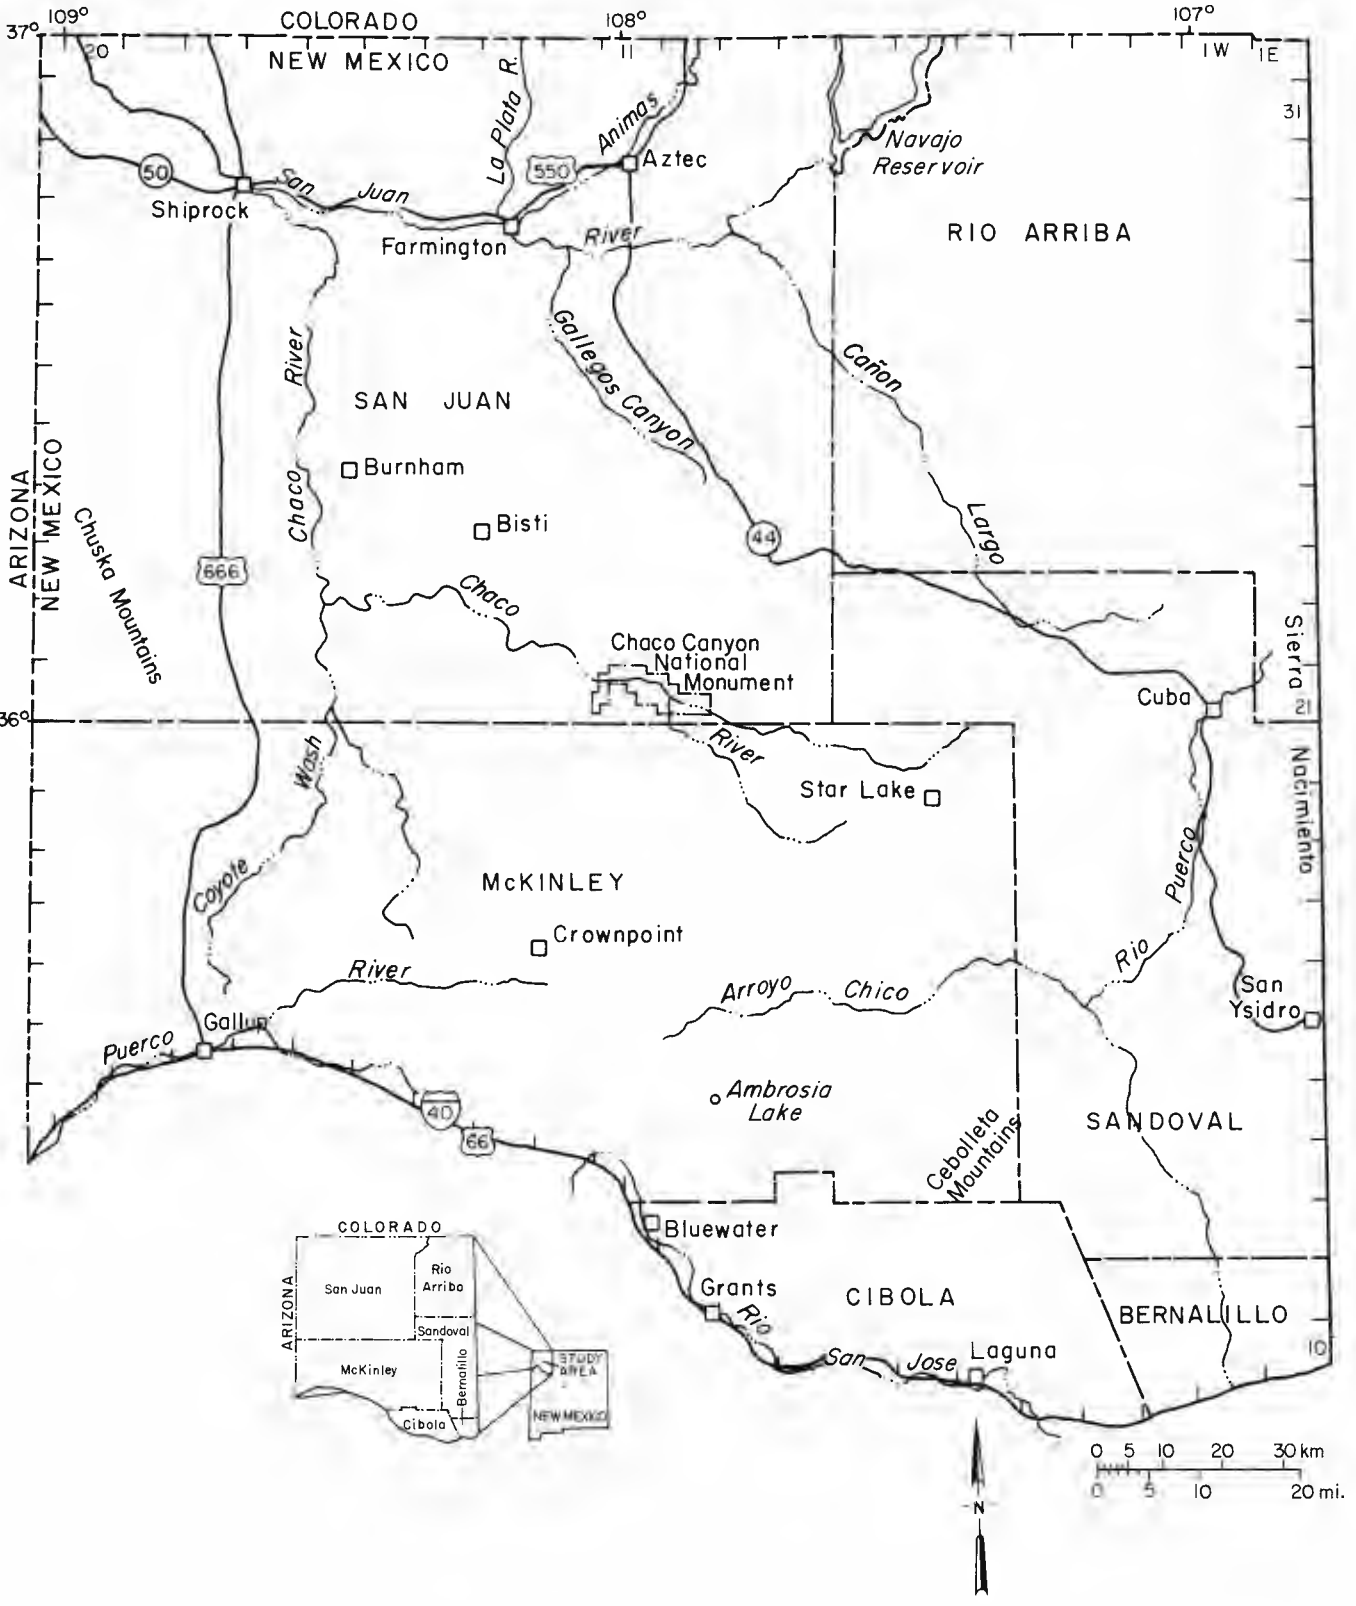 109°
COLORADO
108°
107°
37°
20
NEW MEXICO
11
1W
1E
La Plata R.
Animas
31
550
Aztec
Navajo
Reservoir
50
San
Juan
Shiprock
Farmington
River
RIO ARRIBA
River
Gallegos Canyon
Cañon
SAN JUAN
Burnham
Chaco
ARIZONA
NEW MEXICO
Chuska Mountains
Bisti
44
Largo
666
Chaco
Chaco Canyon
National
Monument
Sierra
Cuba
21
36°
Wash
River
Nacimiento
Star Lake
Puerco
Coyote
McKINLEY
Crownpoint
River
Rio
Arroyo
Chico
San
Ysidro
Gallup
Puerco
Ambrosia
Lake
40
66
SANDOVAL
Cebolleta
Mountains
Bluewater
Grants
Rio
CIBOLA
BERNALILLO
San
Jose
Laguna
10
COLORADO
ARIZONA
San Juan
Rio
Arriba
Sandoval
McKinley
Bernalillo
Cibola
STUDY
AREA
NEW MEXICO
0 5 10 20 30 km
0 5 10 20 mi.
N